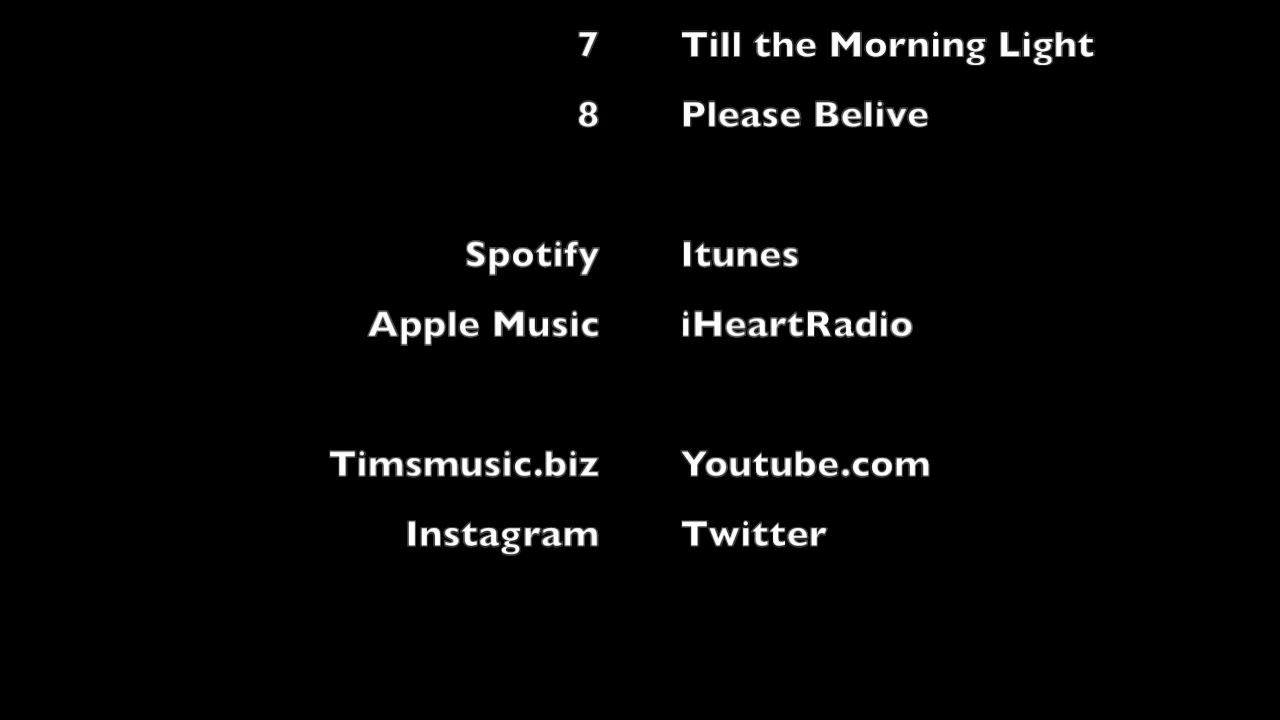 7 Till the Morning Light
8 Please Belive
Spotify Itunes
Apple Music iHeartRadio
Timsmusic.biz Youtube.com
Instagram Twitter